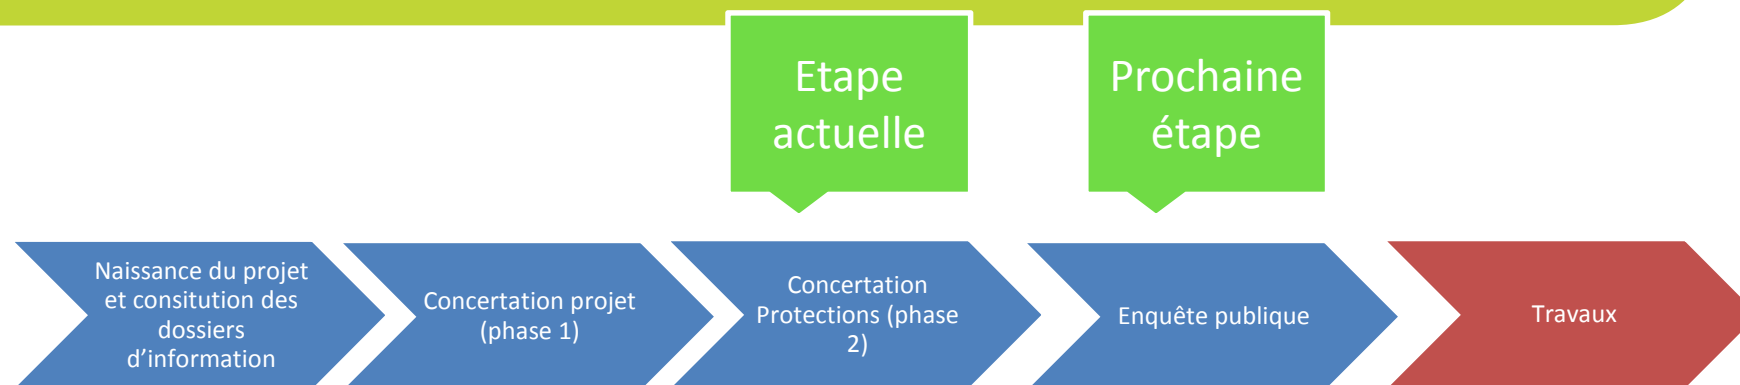 Etape
actuelle
Prochaine
étape
Naissance du projet
et consitution des
dossiers
d’information
Concertation projet
(phase 1)
Concertation
Protections (phase
2)
Enquête publique
Travaux